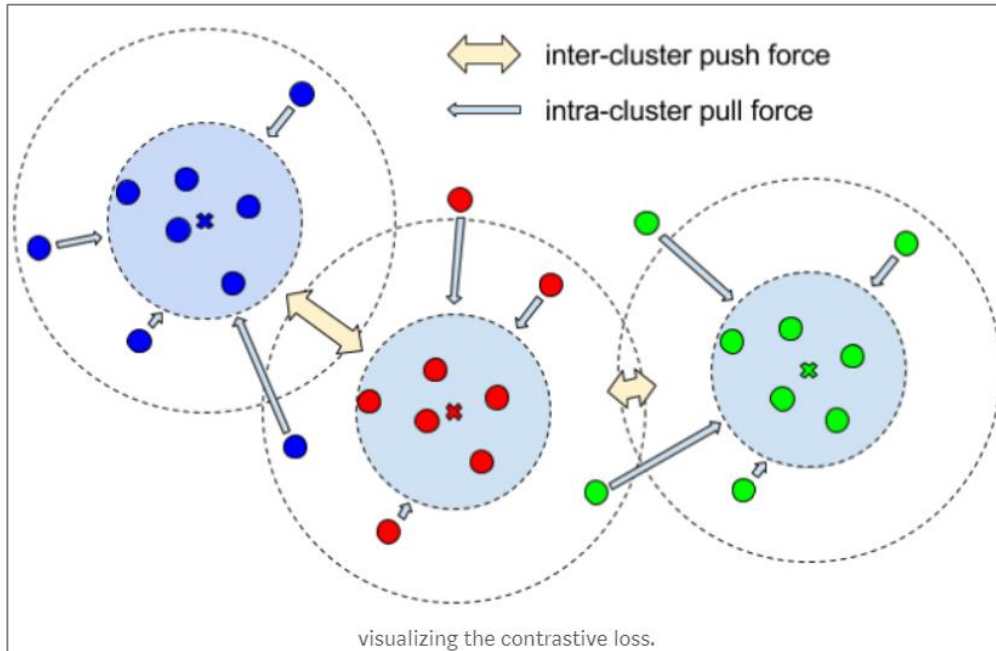 inter-cluster push force
intra-cluster pull force
visualizing the contrastive loss.